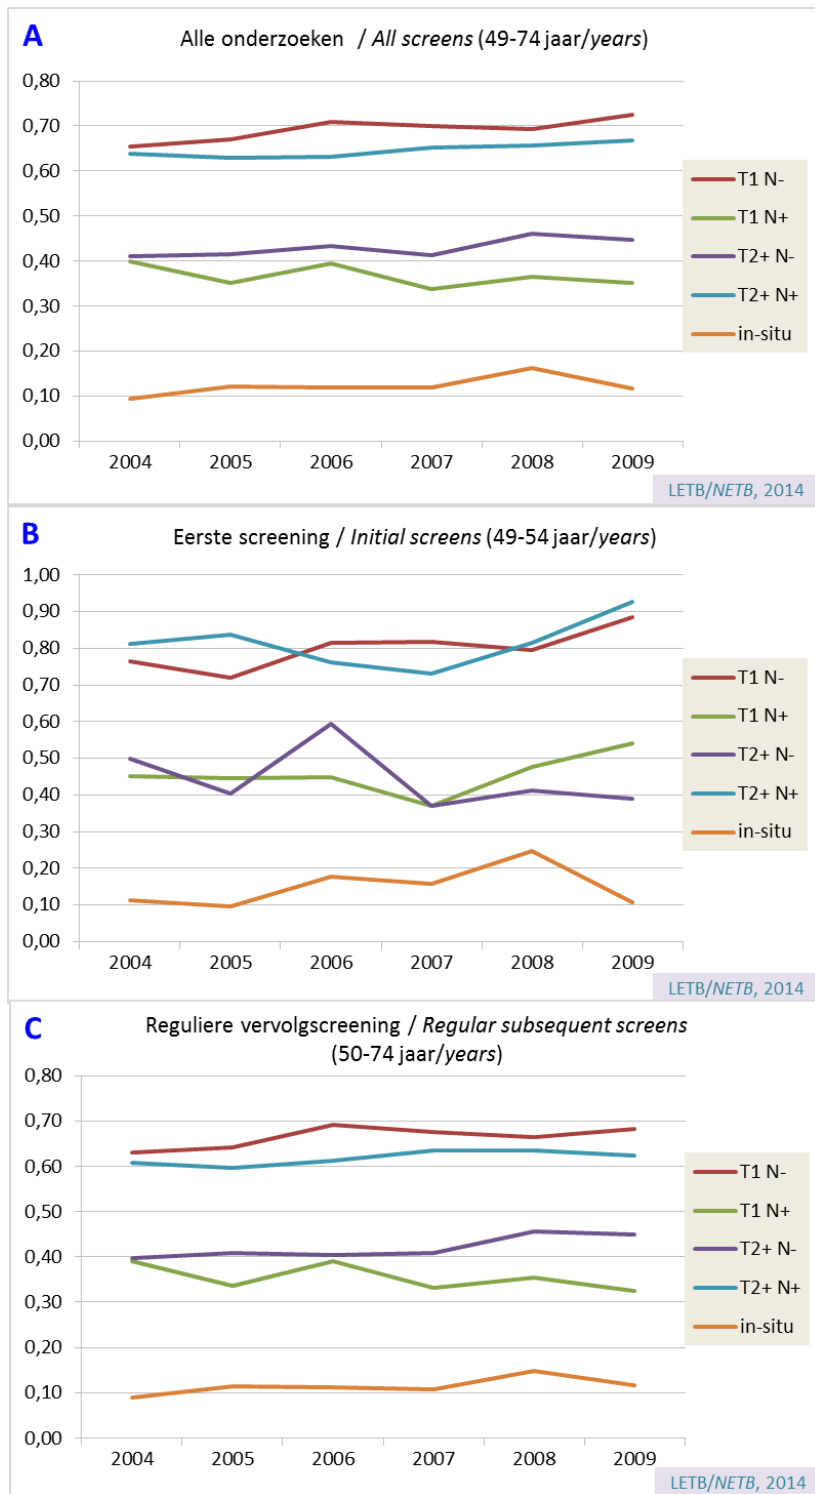 A
Alle onderzoeken / All screens (49-74 jaar/years)
0,80
0,70
0,60
0,50
0,40
0,30
0,20
0,10
0,00
2004 2005 2006 2007 2008 2009
T1 N-
T1 N+
T2+ N-
T2+ N+
in-situ
LETB/NETB, 2014
B
Eerste screening / Initial screens (49-54 jaar/years)
1,00
0,90
0,80
0,70
0,60
0,50
0,40
0,30
0,20
0,10
0,00
2004 2005 2006 2007 2008 2009
T1 N-
T1 N+
T2+ N-
T2+ N+
in-situ
LETB/NETB, 2014
C
Reguliere vervolgscreening / Regular subsequent screens
(50-74 jaar/years)
0,80
0,70
0,60
0,50
0,40
0,30
0,20
0,10
0,00
2004 2005 2006 2007 2008 2009
T1 N-
T1 N+
T2+ N-
T2+ N+
in-situ
LETB/NETB, 2014